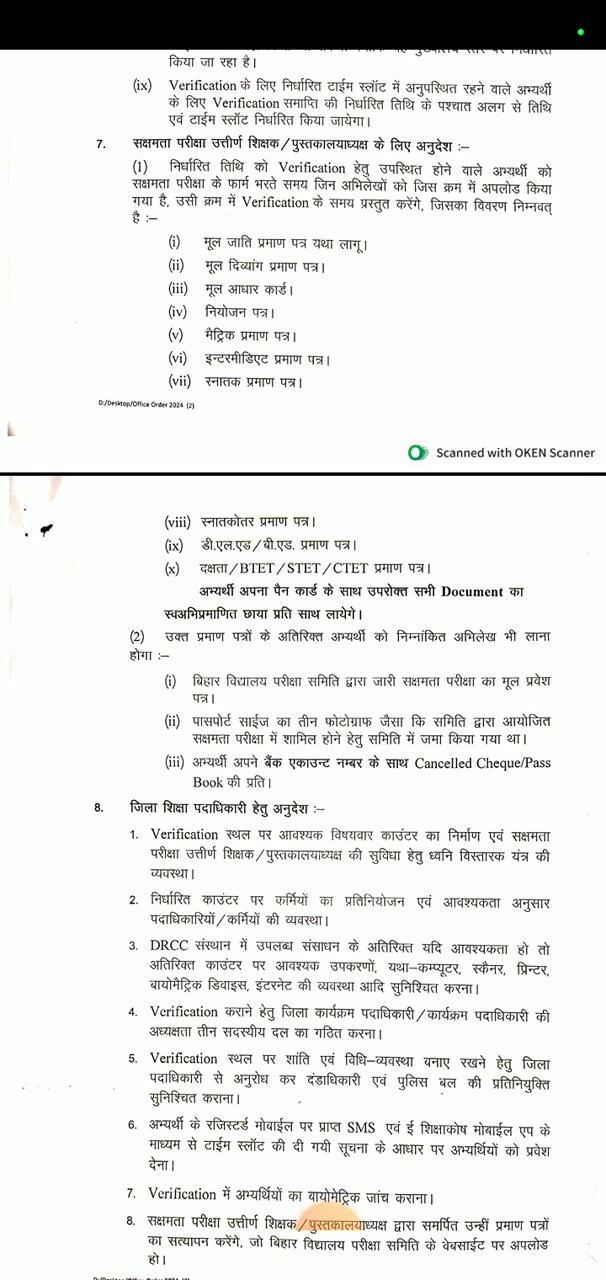 किया जा रहा है।
(ix) Verification के लिए निर्धारित टाईम स्लॉट में अनुपस्थित रहने वाले अभ्यर्थी
के लिए Verification समाप्ति की निर्धारित तिथि के पश्चात अलग से तिथि
एवं टाईम स्लॉट निर्धारित किया जायेगा।
7. सक्षमता परीक्षा उत्तीर्ण शिक्षक/पुस्तकालयाध्यक्ष के लिए अनुदेश :–
(1) निर्धारित तिथि को Verification हेतु उपस्थित होने वाले अभ्यर्थी को
सक्षमता परीक्षा के फार्म भरते समय जिन अभिलेखों को जिस क्रम में अपलोड किया
गया है, उसी क्रम में Verification के समय प्रस्तुत करेंगे, जिसका विवरण निम्नवत्
है :–
(i) मूल जाति प्रमाण पत्र यथा लागू।
(ii) मूल दिव्यांग प्रमाण पत्र।
(iii) मूल आधार कार्ड।
(iv) नियोजन पत्र।
(v) मैट्रिक प्रमाण पत्र।
(vi) इन्टरमीडिएट प्रमाण पत्र।
(vii) स्नातक प्रमाण पत्र।
D:/Desktop/Office Order 2024 (2)
Scanned with OKEN Scanner
(viii) स्नातकोतर प्रमाण पत्र।
(ix) डी.एल.एड/बी.एड. प्रमाण पत्र।
(x) दक्षता/BTET/STET/CTET प्रमाण पत्र।
अभ्यर्थी अपना पैन कार्ड के साथ उपरोक्त सभी Document का
स्वअभिप्रमाणित छाया प्रति साथ लायेगे।
(2) उक्त प्रमाण पत्रों के अतिरिक्त अभ्यर्थी को निम्नांकित अभिलेख भी लाना
होगा :–
(i) बिहार विद्यालय परीक्षा समिति द्वारा जारी सक्षमता परीक्षा का मूल प्रवेश
पत्र।
(ii) पासपोर्ट साईज का तीन फोटोग्राफ जैसा कि समिति द्वारा आयोजित
सक्षमता परीक्षा में शामिल होने हेतु समिति में जमा किया गया था।
(iii) अभ्यर्थी अपने बैंक एकाउन्ट नम्बर के साथ Cancelled Cheque/Pass
Book की प्रति।
8. जिला शिक्षा पदाधिकारी हेतु अनुदेश :–
1. Verification स्थल पर आवश्यक विषयवार काउंटर का निर्माण एवं सक्षमता
परीक्षा उत्तीर्ण शिक्षक/पुस्तकालयाध्यक्ष की सुविधा हेतु ध्वनि विस्तारक यंत्र की
व्यवस्था।
2. निर्धारित काउंटर पर कर्मियों का प्रतिनियोजन एवं आवश्यकता अनुसार
पदाधिकारियों/कर्मियों की व्यवस्था।
3. DRCC संस्थान में उपलब्ध संसाधन के अतिरिक्त यदि आवश्यकता हो तो
अतिरिक्त काउंटर पर आवश्यक उपकरणों, यथा–कम्प्यूटर, स्कैनर, प्रिन्टर,
बायोमैट्रिक डिवाइस, इंटरनेट की व्यवस्था आदि सुनिश्चित करना।
4. Verification कराने हेतु जिला कार्यक्रम पदाधिकारी/कार्यक्रम पदाधिकारी की
अध्यक्षता तीन सदस्यीय दल का गठित करना।
5. Verification स्थल पर शांति एवं विधि–व्यवस्था बनाए रखने हेतु जिला
पदाधिकारी से अनुरोध कर दंडाधिकारी एवं पुलिस बल की प्रतिनियुक्ति
सुनिश्चित कराना।
6. अभ्यर्थी के रजिस्टर्ड मोबाईल पर प्राप्त SMS एवं ई शिक्षाकोष मोबाईल एप के
माध्यम से टाईम स्लॉट की दी गयी सूचना के आधार पर अभ्यर्थियों को प्रवेश
देना।
7. Verification में अभ्यर्थियों का बायोमेट्रिक जांच कराना।
8. सक्षमता परीक्षा उत्तीर्ण शिक्षक/पुस्तकालयाध्यक्ष द्वारा समर्पित उन्हीं प्रमाण पत्रों
का सत्यापन करेंगे, जो बिहार विद्यालय परीक्षा समिति के वेबसाईट पर अपलोड
हो।